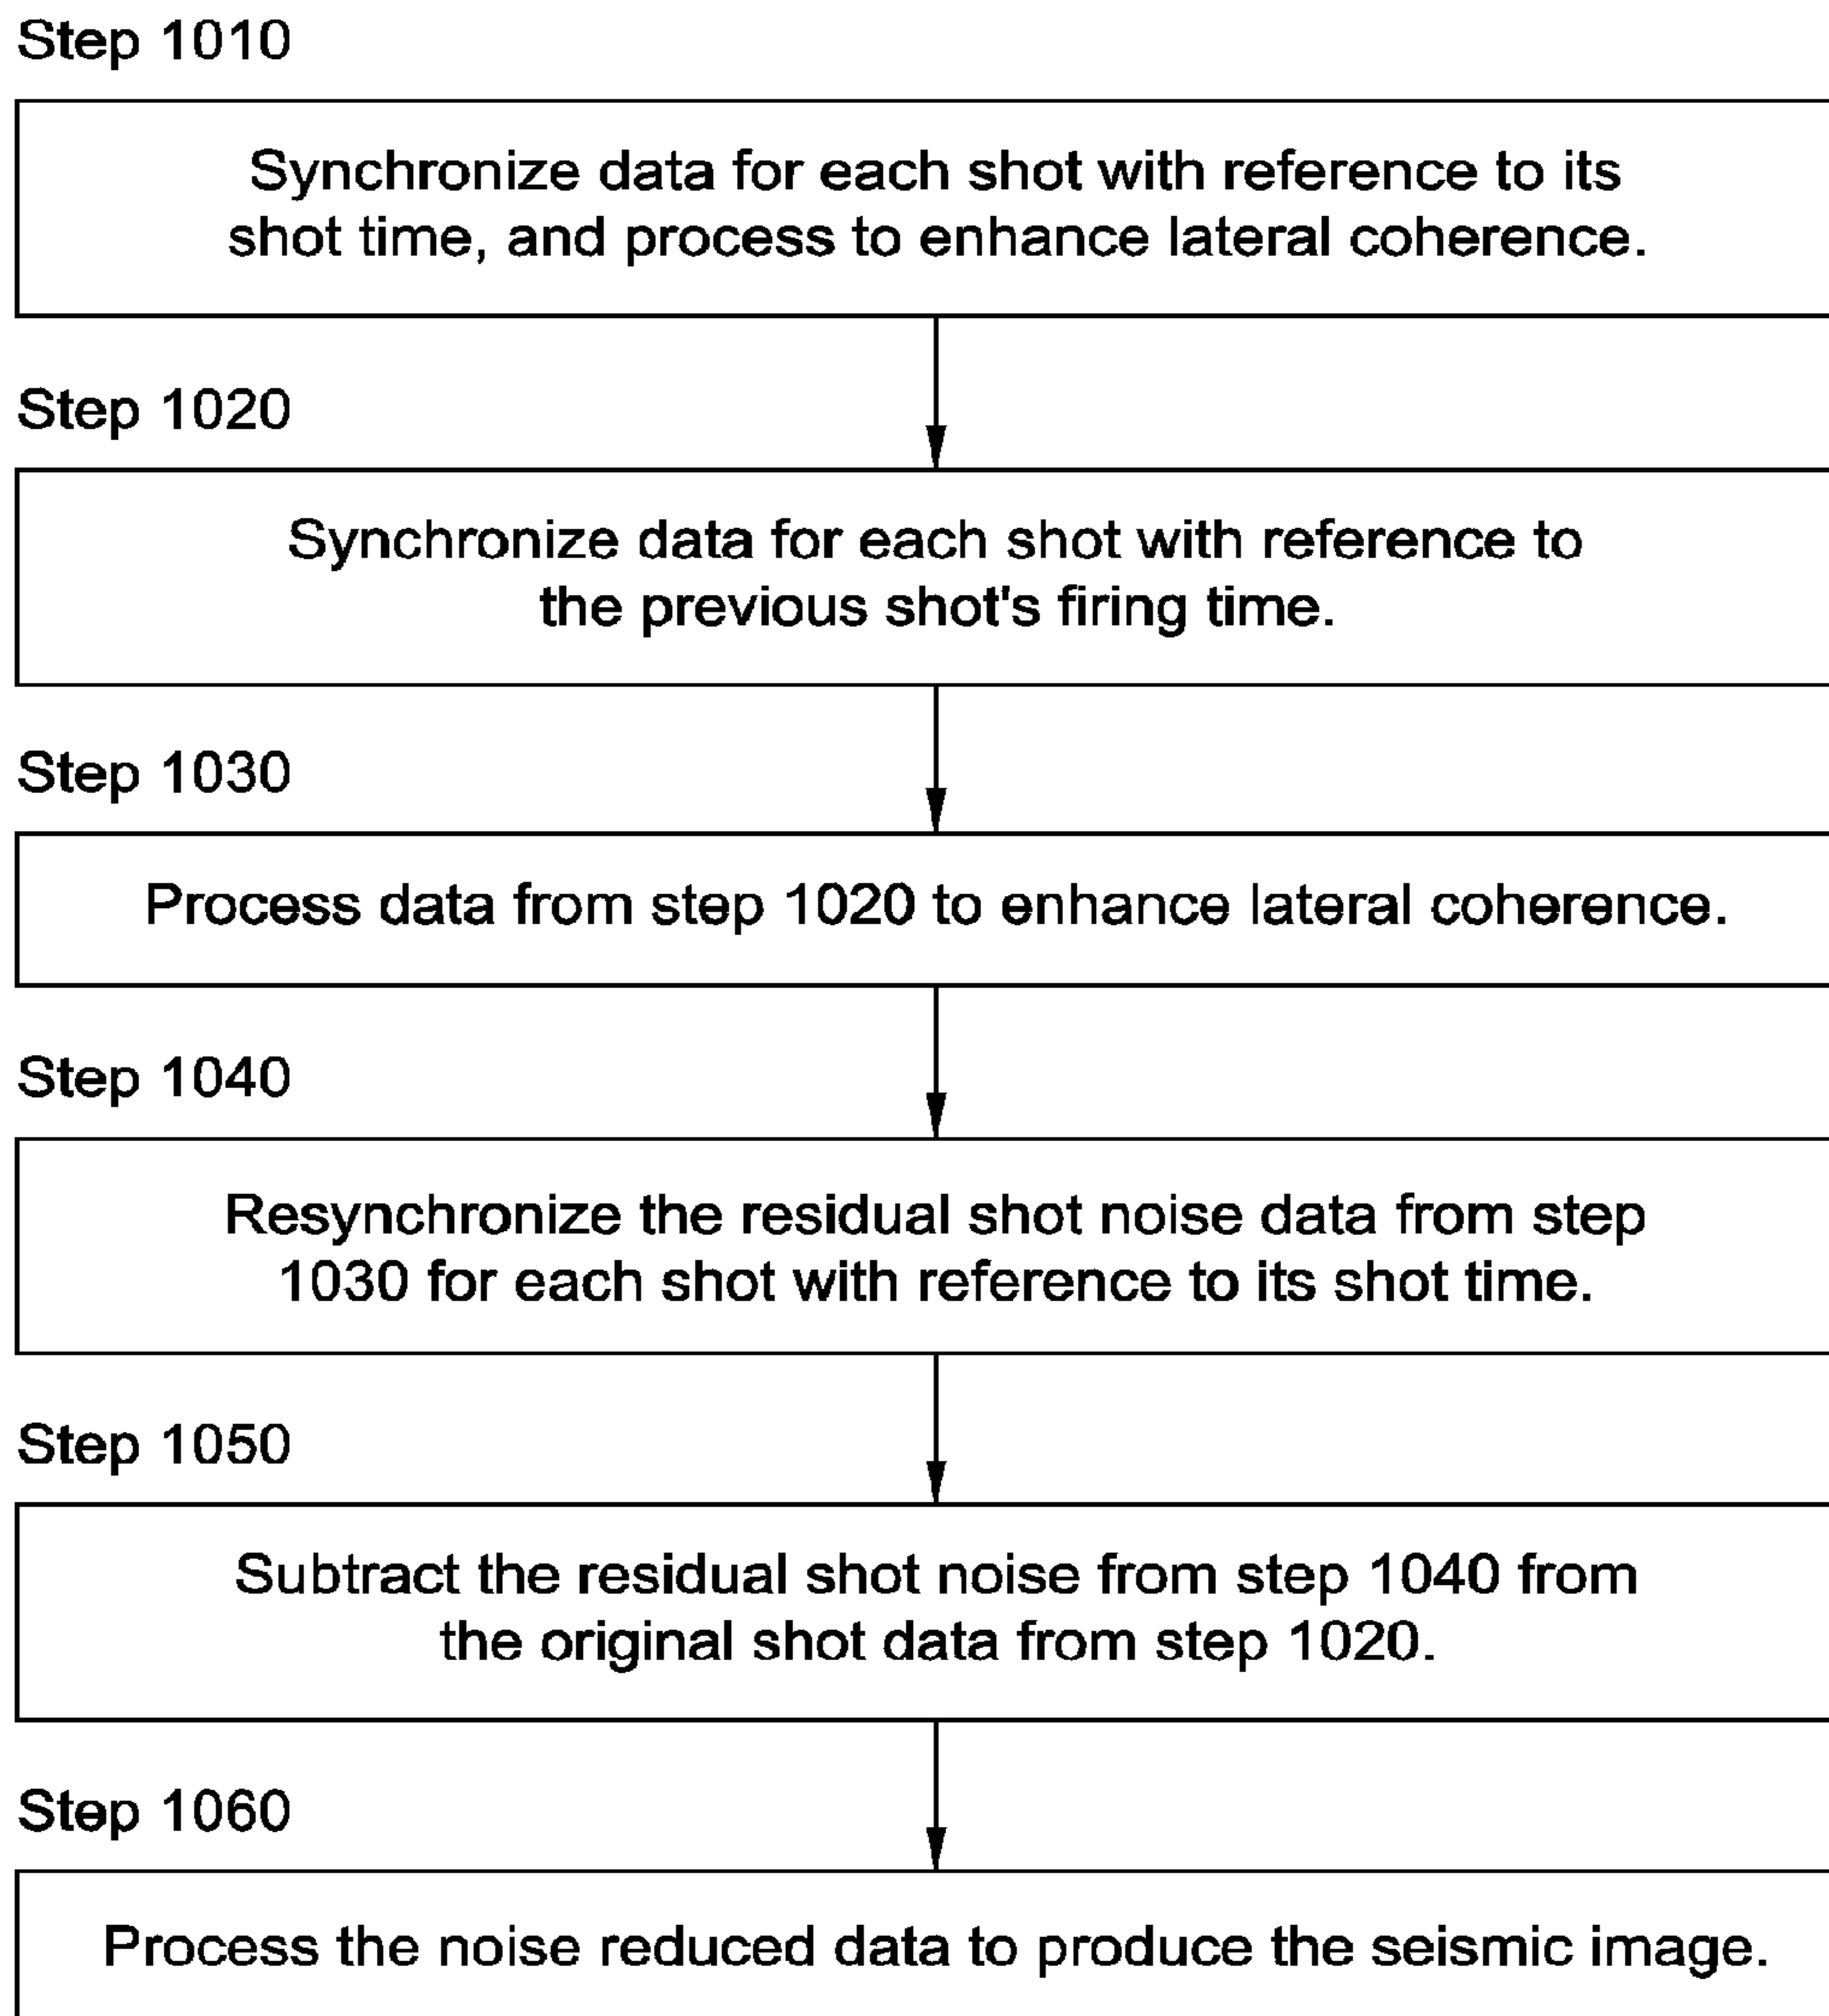 Step 1010
Synchronize data for each shot with reference to its
shot time, and process to enhance lateral coherence.
Step 1020
Synchronize data for each shot with reference to
the previous shot's firing time.
Step 1030
Process data from step 1020 to enhance lateral coherence.
Step 1040
Resynchronize the residual shot noise data from step
1030 for each shot with reference to its shot time.
Step 1050
Subtract the residual shot noise from step 1040 from
the original shot data from step 1020.
Step 1060
Process the noise reduced data to produce the seismic image.